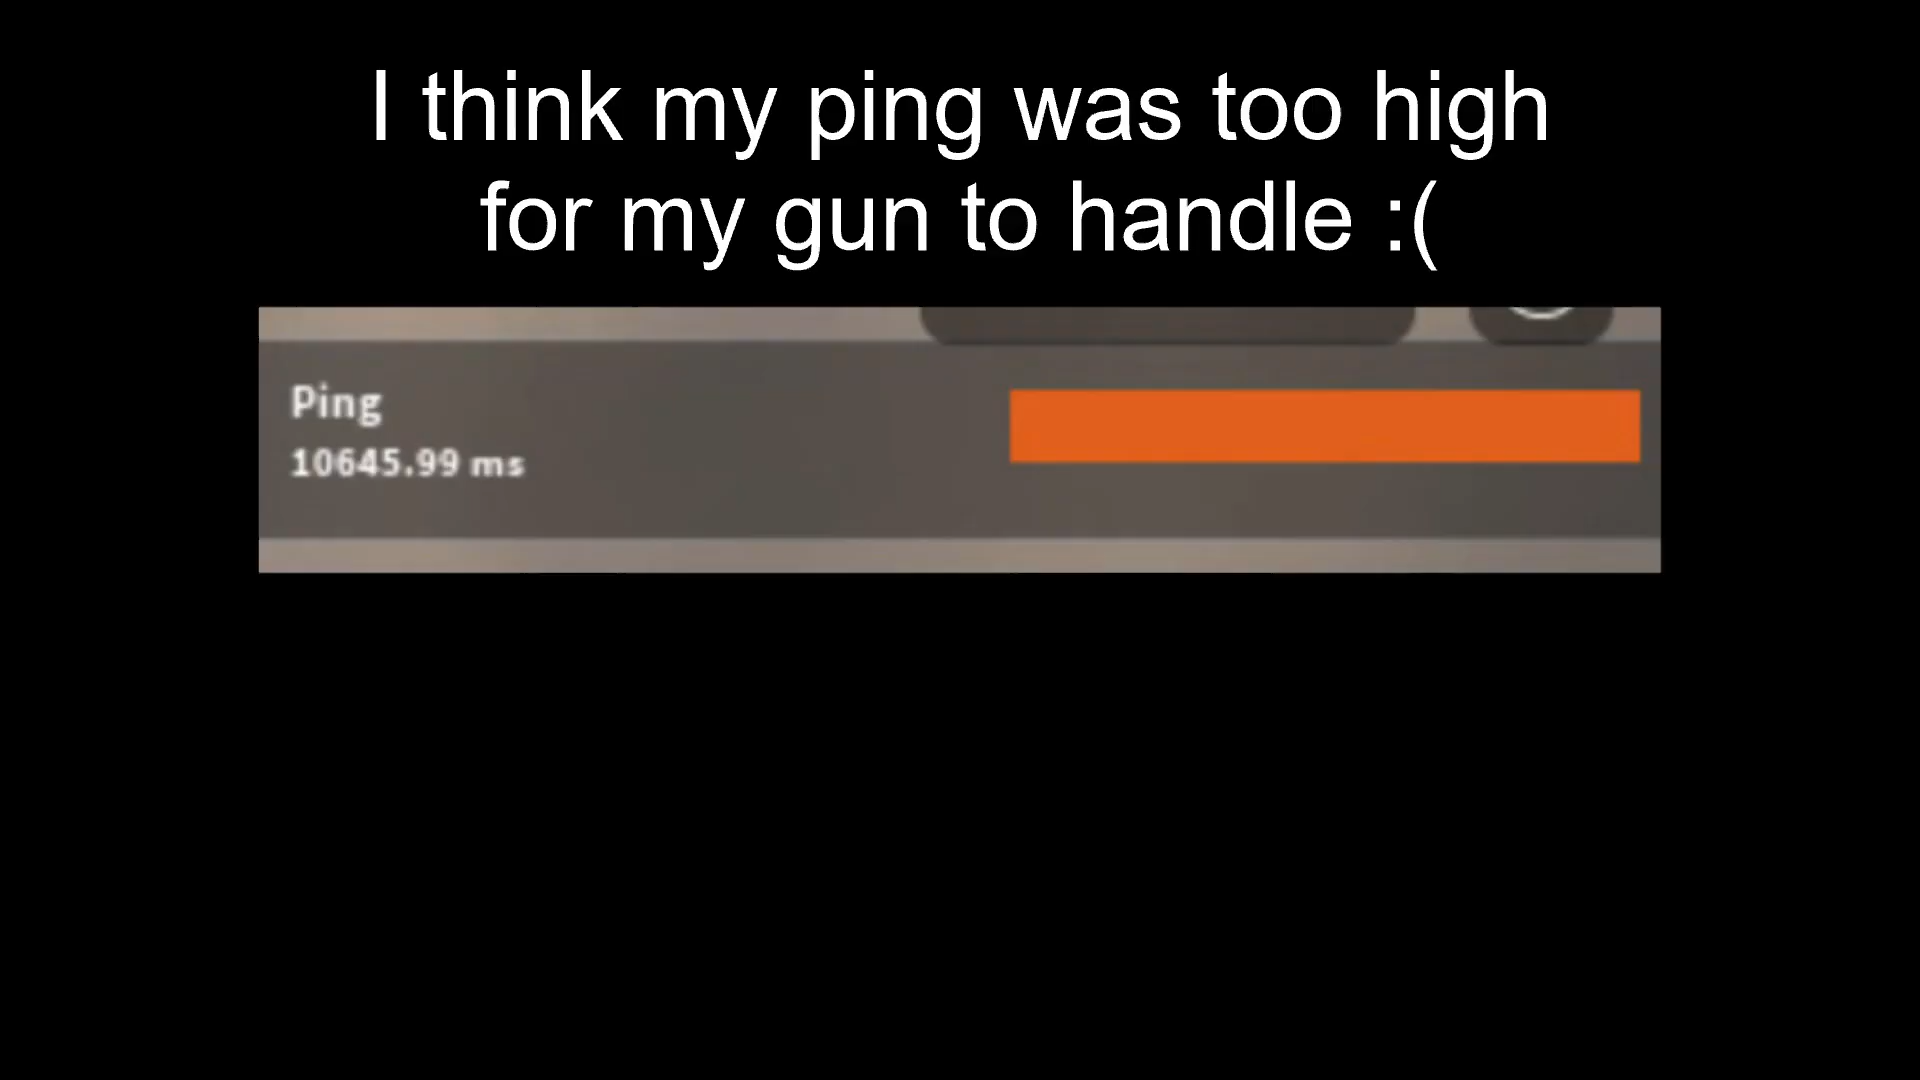 I think my ping was too high
for my gun to handle :(
Ping
10645.99 ms